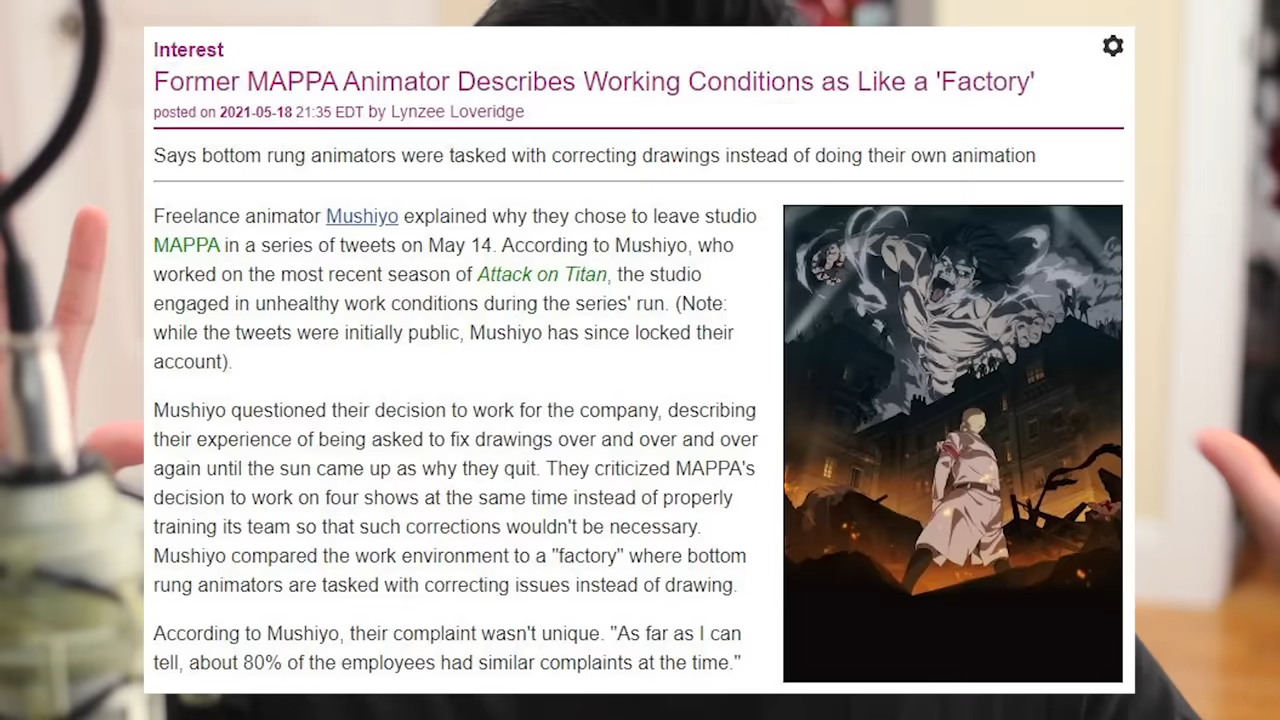 Interest
Former MAPPA Animator Describes Working Conditions as Like a 'Factory'
posted on 2021-05-18 21:35 EDT by Lynzee Loveridge
Says bottom rung animators were tasked with correcting drawings instead of doing their own animation
Freelance animator Mushiyo explained why they chose to leave studio
MAPPA in a series of tweets on May 14. According to Mushiyo, who
worked on the most recent season of Attack on Titan, the studio
engaged in unhealthy work conditions during the series' run. (Note:
while the tweets were initially public, Mushiyo has since locked their
account).
Mushiyo questioned their decision to work for the company, describing
their experience of being asked to fix drawings over and over and over
again until the sun came up as why they quit. They criticized MAPPA's
decision to work on four shows at the same time instead of properly
training its team so that such corrections wouldn't be necessary.
Mushiyo compared the work environment to a "factory" where bottom
rung animators are tasked with correcting issues instead of drawing.
According to Mushiyo, their complaint wasn't unique. "As far as I can
tell, about 80% of the employees had similar complaints at the time."